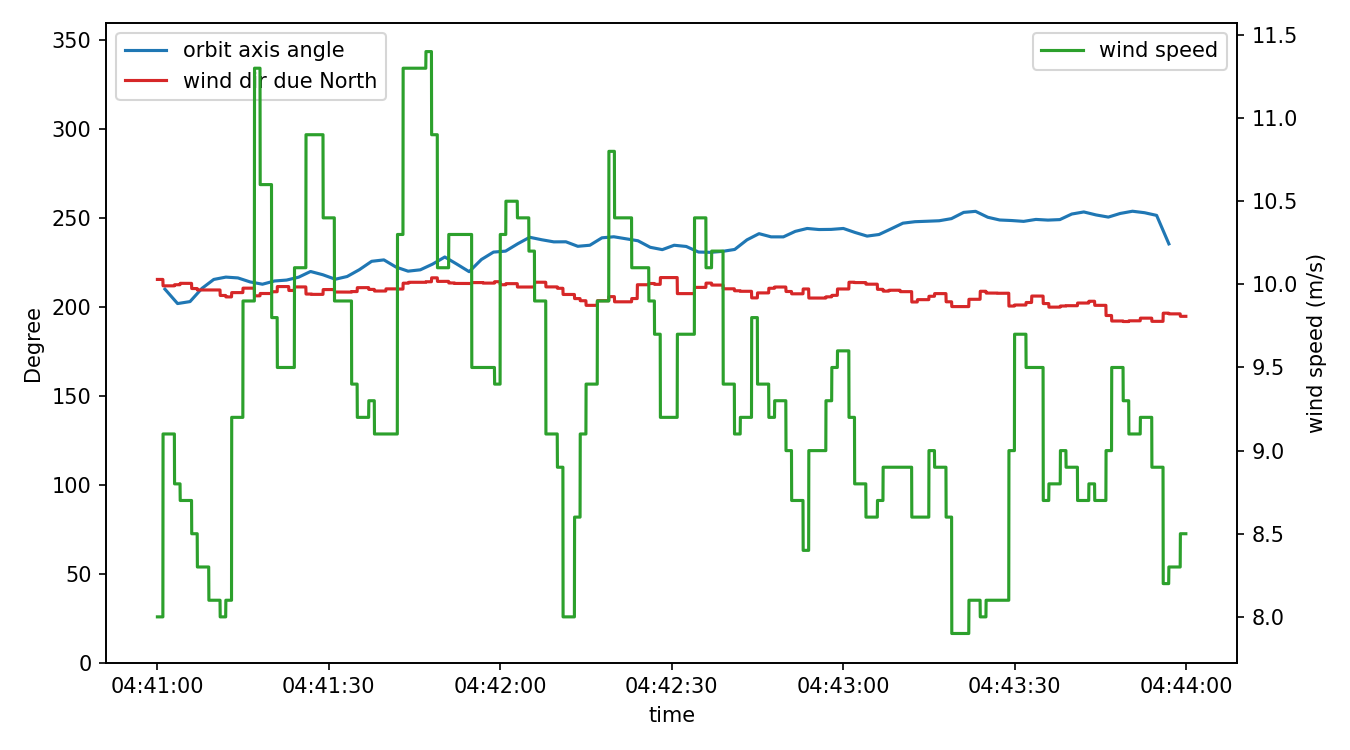 orbit axis angle
wind dir due North
wind speed
350
300
250
200
150
100
50
0
Degree
11.5
11.0
10.5
10.0
9.5
9.0
8.5
8.0
wind speed (m/s)
04:41:00 04:41:30 04:42:00 04:42:30 04:43:00 04:43:30 04:44:00
time